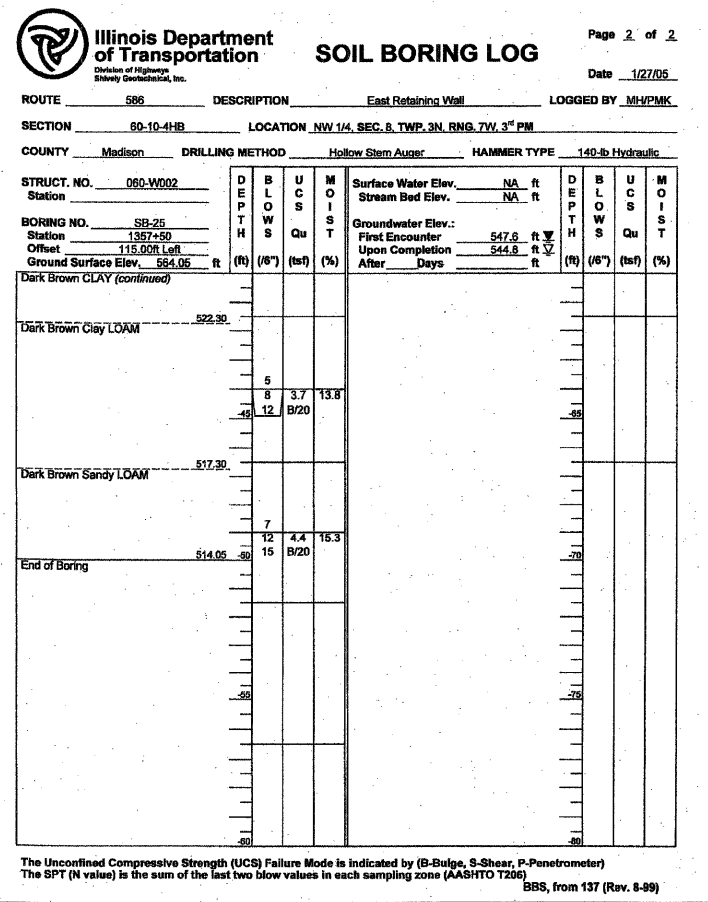 Illinois Department
of Transportation
Division of Highways
Shively Geotechnical, Inc.
SOIL BORING LOG
Page 2 of 2
Date 1/27/05
ROUTE 586 DESCRIPTION East Retaining Wall LOGGED BY MH/PMK
SECTION 60-10-4HB LOCATION NW 1/4, SEC. 8, TWP. 3N, RNG. 7W, 3rd PM
COUNTY Madison DRILLING METHOD Hollow Stem Auger HAMMER TYPE 140-lb Hydraulic
STRUCT. NO. 060-W002
Station
BORING NO. SB-25
Station 1357+50
Offset 115.00ft Left
Ground Surface Elev. 564.05 ft
DEPTH (ft)
BLOWS (/6")
UCS Qu (tsf)
MOIST (%)
Surface Water Elev. NA ft
Stream Bed Elev. NA ft
Groundwater Elev.:
First Encounter 547.6 ft
Upon Completion 544.8 ft
After Days ft
DEPTH (ft)
BLOWS (/6")
UCS Qu (tsf)
MOIST (%)
Dark Brown CLAY (continued)
522.30
Dark Brown Clay LOAM
5
8 3.7 13.8
-45 12 B/20 -65
517.30
Dark Brown Sandy LOAM
7
12 4.4 15.3
514.05 -50 15 B/20 -70
End of Boring
-55 -75
-60 -80
The Unconfined Compressive Strength (UCS) Failure Mode is indicated by (B-Bulge, S-Shear, P-Penetrometer)
The SPT (N value) is the sum of the last two blow values in each sampling zone (AASHTO T206)
BBS, from 137 (Rev. 8-99)